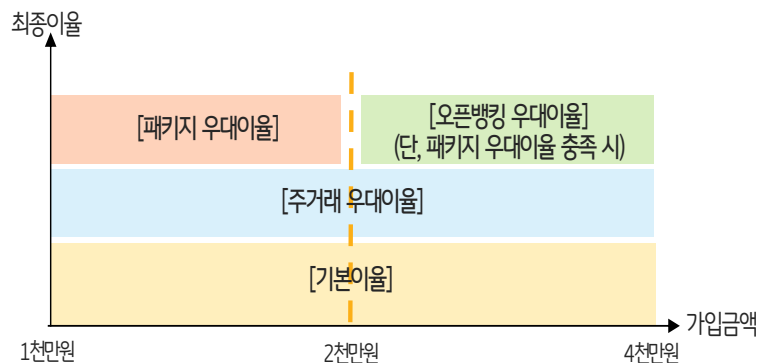 최종이율
[패키지 우대이율]
[오픈뱅킹 우대이율]
(단, 패키지 우대이율 충족 시)
[주거래 우대이율]
[기본이율]
가입금액
1천만원
2천만원
4천만원